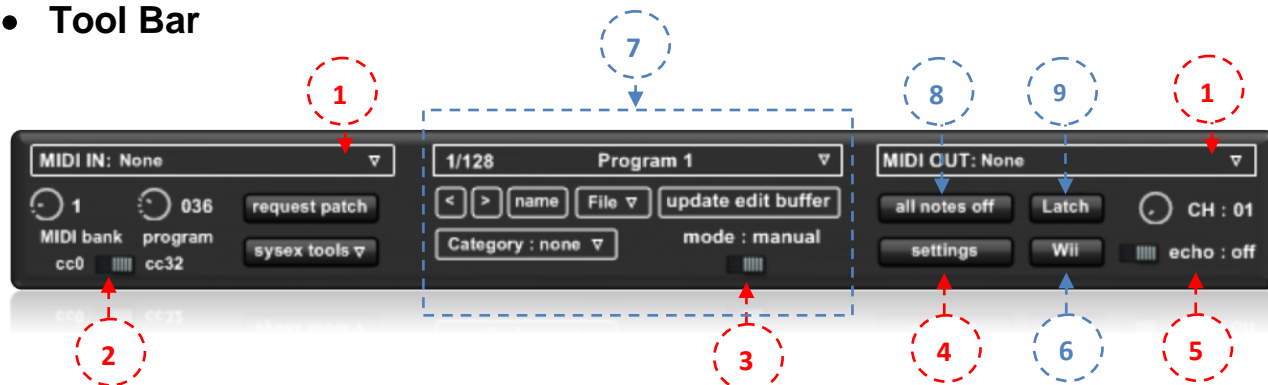 • Tool Bar
7
1
8
9
1
MIDI IN: None
1/128 Program 1
MIDI OUT: None
1
036
request patch
< > name File update edit buffer
all notes off
Latch
CH : 01
MIDI bank
program
sysex tools
Category : none
mode : manual
settings
Wii
echo : off
cc0
cc32
2
3
4
6
5